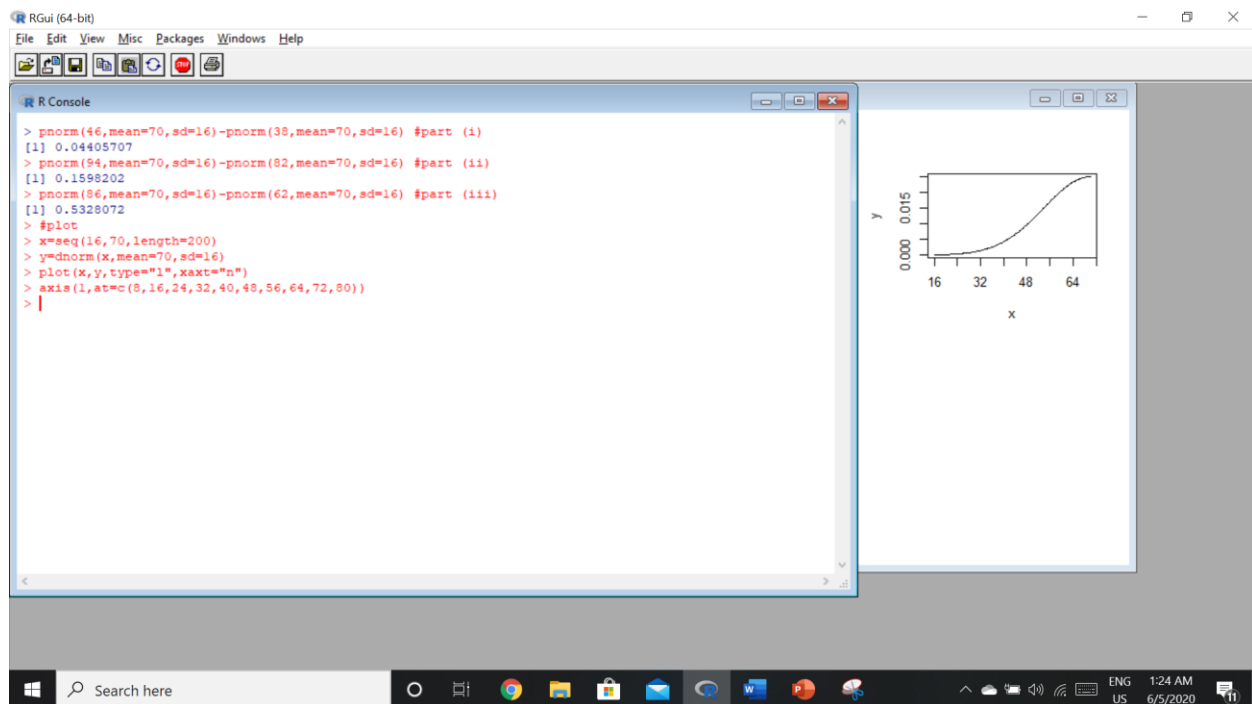 RGui (64-bit)
File Edit View Misc Packages Windows Help
STOP
R Console
> pnorm(46,mean=70,sd=16)-pnorm(38,mean=70,sd=16) #part (i)
[1] 0.04405707
> pnorm(94,mean=70,sd=16)-pnorm(82,mean=70,sd=16) #part (ii)
[1] 0.1598202
> pnorm(86,mean=70,sd=16)-pnorm(62,mean=70,sd=16) #part (iii)
[1] 0.5328072
> #plot
> x=seq(16,70,length=200)
> y=dnorm(x,mean=70,sd=16)
> plot(x,y,type="l",xaxt="n")
> axis(1,at=c(8,16,24,32,40,48,56,64,72,80))
>
y
0.015
0.000
16 32 48 64
x
Search here
ENG
US
1:24 AM
6/5/2020
11